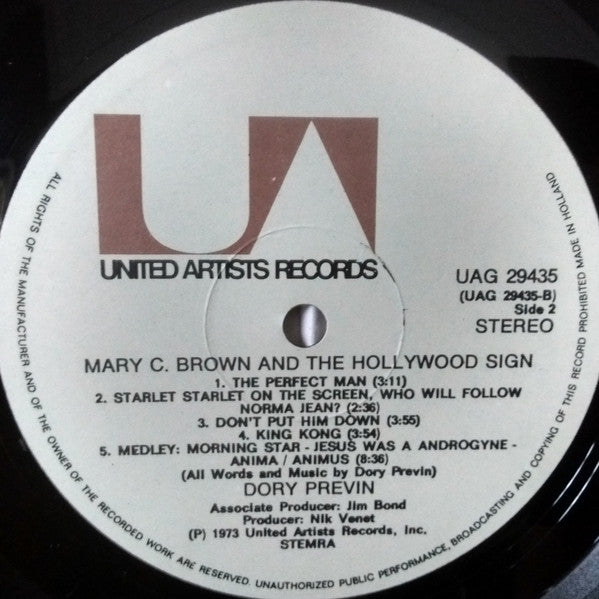 UA
UNITED ARTISTS RECORDS
UAG 29435
(UAG 29435-B)
Side 2
STEREO
MARY C. BROWN AND THE HOLLYWOOD SIGN
1. THE PERFECT MAN (3:11)
2. STARLET STARLET ON THE SCREEN, WHO WILL FOLLOW
NORMA JEAN? (2:36)
3. DON'T PUT HIM DOWN (3:55)
4. KING KONG (3:54)
5. MEDLEY: MORNING STAR - JESUS WAS A ANDROGYNE -
ANIMA / ANIMUS (8:36)
(All Words and Music by Dory Previn)
DORY PREVIN
Associate Producer: Jim Bond
Producer: Nik Venet
(P) 1973 United Artists Records, Inc.
STEMRA
ALL RIGHTS OF THE MANUFACTURER AND OF THE OWNER OF THE RECORDED WORK ARE RESERVED. UNAUTHORIZED PUBLIC PERFORMANCE, BROADCASTING AND COPYING OF THIS RECORD PROHIBITED MADE IN HOLLAND